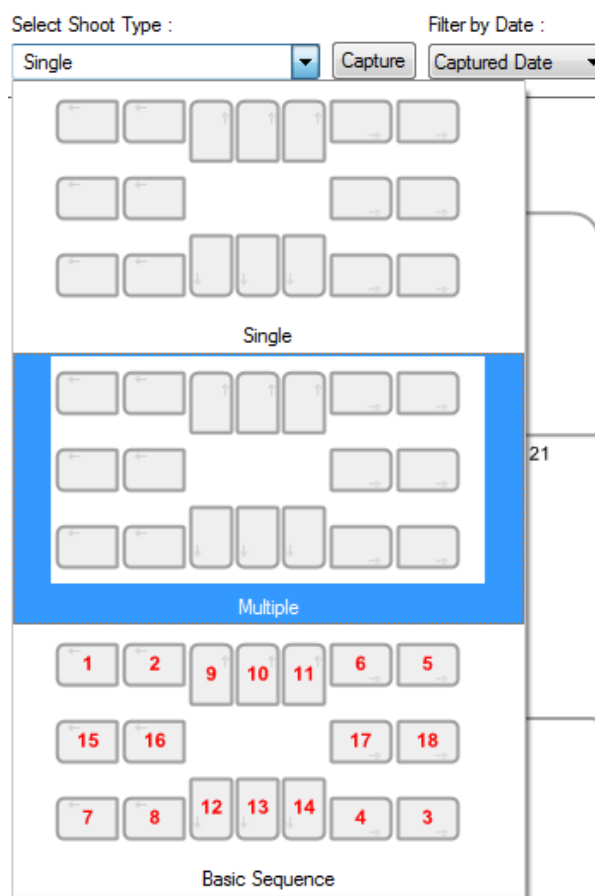 Select Shoot Type :
Filter by Date :
Single
Capture
Captured Date
Single
21
Multiple
1 2 9 10 11 6 5
15 16 17 18
7 8 12 13 14 4 3
Basic Sequence